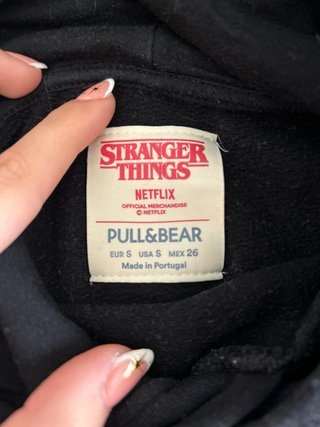 STRANGER
THINGS
NETFLIX
OFFICIAL MERCHANDISE
© NETFLIX
PULL&BEAR
EUR S USA S MEX 26
Made in Portugal